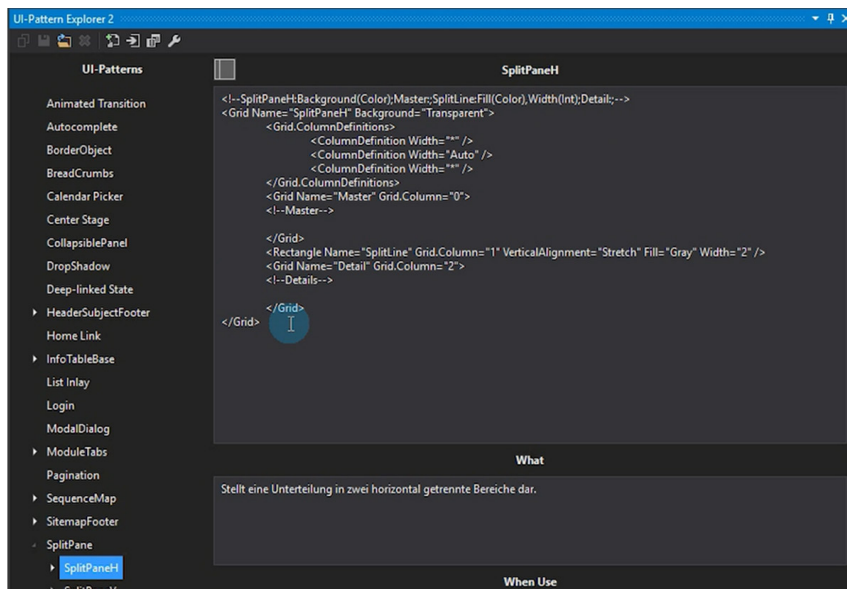 UI-Pattern Explorer 2
UI-Patterns
Animated Transition
Autocomplete
BorderObject
BreadCrumbs
Calendar Picker
Center Stage
CollapsiblePanel
DropShadow
Deep-linked State
HeaderSubjectFooter
Home Link
InfoTableBase
List Inlay
Login
ModalDialog
ModuleTabs
Pagination
SequenceMap
SitemapFooter
SplitPane
SplitPaneH
SplitPaneH
<!--SplitPaneH:Background(Color);Master:;SplitLine:Fill(Color),Width(Int);Detail:;-->
<Grid Name="SplitPaneH" Background="Transparent">
<Grid.ColumnDefinitions>
<ColumnDefinition Width="*" />
<ColumnDefinition Width="Auto" />
<ColumnDefinition Width="*" />
</Grid.ColumnDefinitions>
<Grid Name="Master" Grid.Column="0">
<!--Master-->
</Grid>
<Rectangle Name="SplitLine" Grid.Column="1" VerticalAlignment="Stretch" Fill="Gray" Width="2" />
<Grid Name="Detail" Grid.Column="2">
<!--Details-->
</Grid>
</Grid>
What
Stellt eine Unterteilung in zwei horizontal getrennte Bereiche dar.
When Use